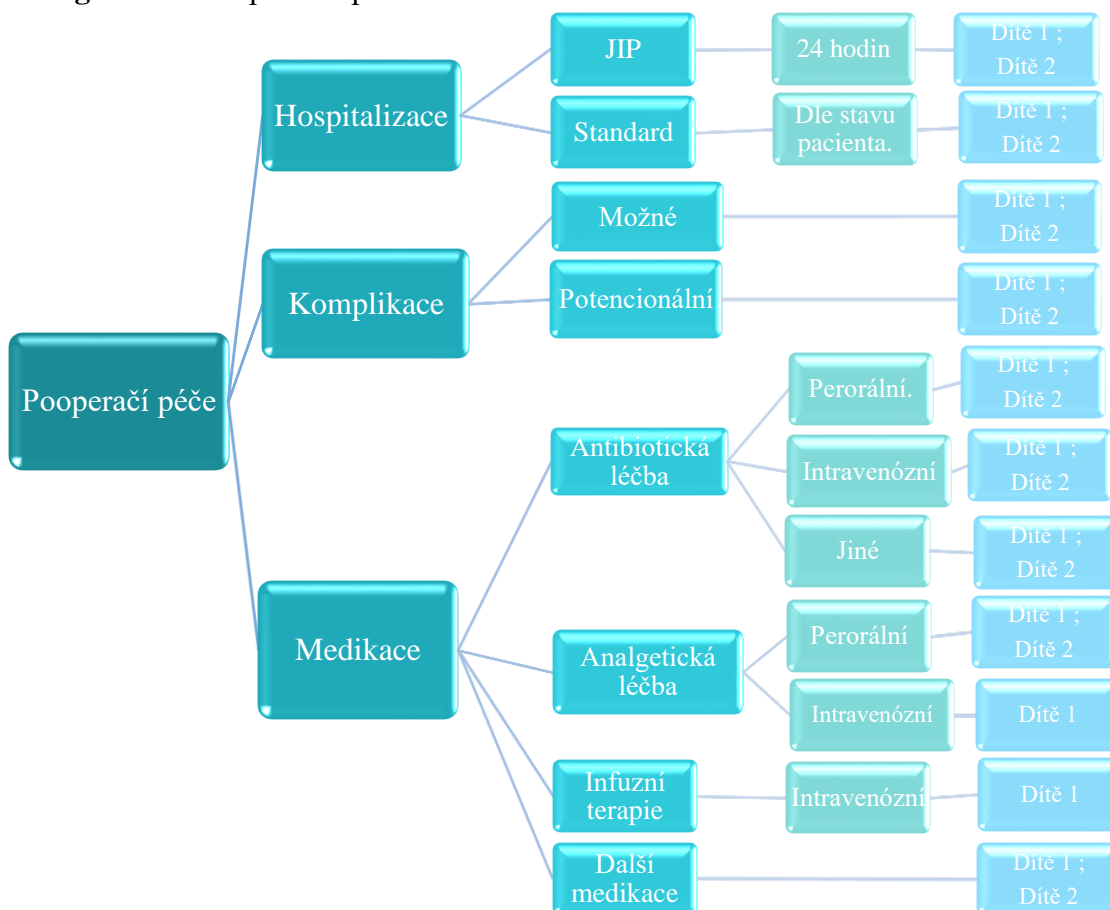 JIP
24 hodin
Dítě 1 ;
Dítě 2
Hospitalizace
Standard
Dle stavu
pacienta.
Dítě 1 ;
Dítě 2
Možné
Dítě 1 ;
Dítě 2
Komplikace
Potencionální
Dítě 1 ;
Dítě 2
Pooperačí péče
Antibiotická
léčba
Perorální.
Dítě 1 ;
Dítě 2
Intravenózní
Dítě 1 ;
Dítě 2
Jiné
Dítě 1 ;
Dítě 2
Medikace
Analgetická
léčba
Perorální
Dítě 1 ;
Dítě 2
Intravenózní
Dítě 1
Infuzní
terapie
Intravenózní
Dítě 1
Další
medikace
Dítě 1 ;
Dítě 2